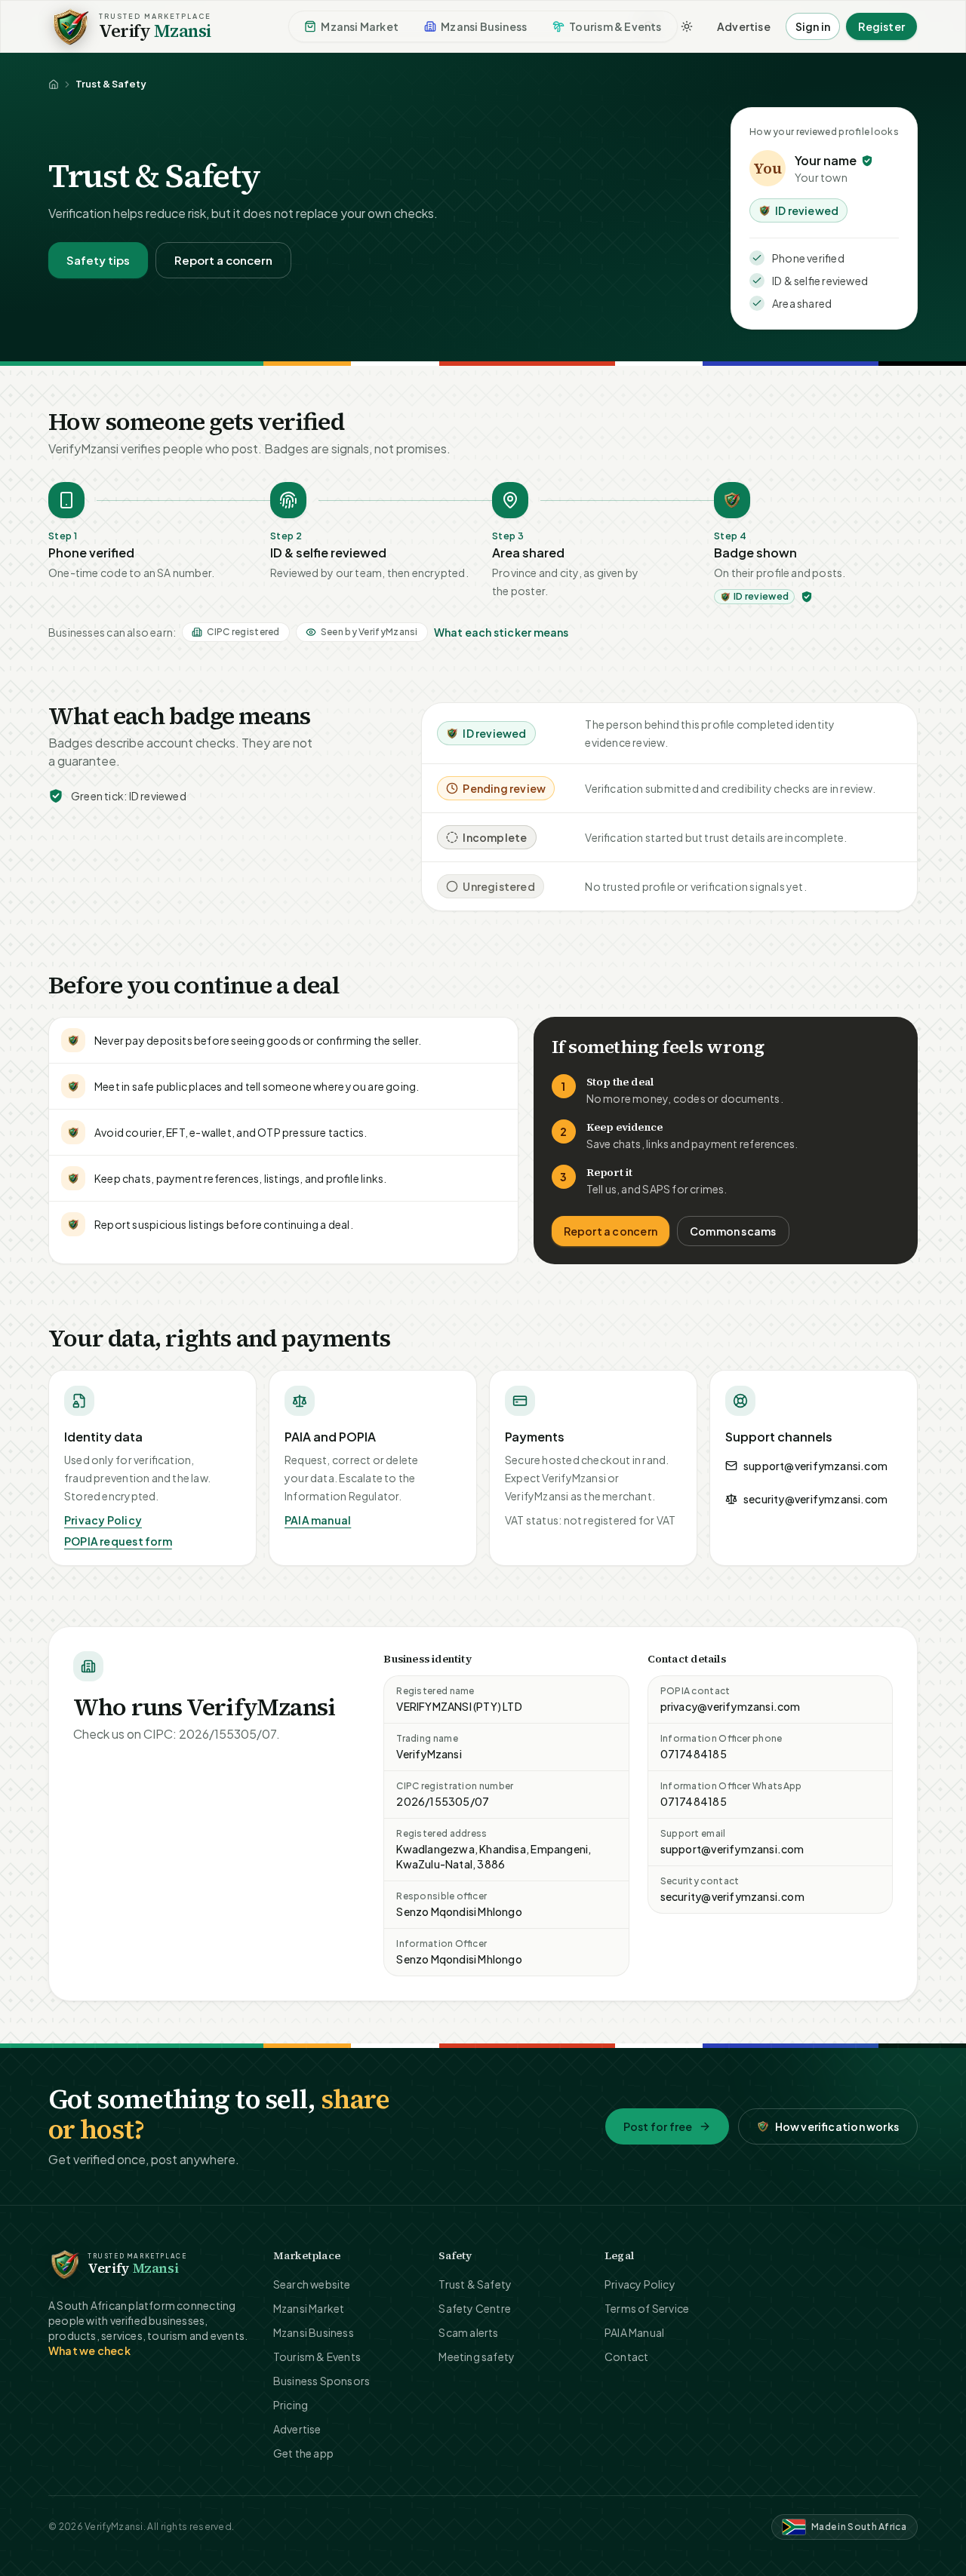 TRUSTED MARKETPLACE
Verify Mzansi
Mzansi Market
Mzansi Business
Tourism & Events
Advertise
Sign in
Register
Trust & Safety
Trust & Safety
Verification helps reduce risk, but it does not replace your own checks.
Safety tips
Report a concern
How your reviewed profile looks
You
Your name
Your town
ID reviewed
Phone verified
ID & selfie reviewed
Area shared
How someone gets verified
VerifyMzansi verifies people who post. Badges are signals, not promises.
Step 1
Phone verified
One-time code to an SA number.
Step 2
ID & selfie reviewed
Reviewed by our team, then encrypted.
Step 3
Area shared
Province and city, as given by
the poster.
Step 4
Badge shown
On their profile and posts.
ID reviewed
Businesses can also earn:
CIPC registered
Seen by VerifyMzansi
What each sticker means
What each badge means
Badges describe account checks. They are not
a guarantee.
Green tick: ID reviewed
ID reviewed
The person behind this profile completed identity
evidence review.
Pending review
Verification submitted and credibility checks are in review.
Incomplete
Verification started but trust details are incomplete.
Unregistered
No trusted profile or verification signals yet.
Before you continue a deal
Never pay deposits before seeing goods or confirming the seller.
Meet in safe public places and tell someone where you are going.
Avoid courier, EFT, e-wallet, and OTP pressure tactics.
Keep chats, payment references, listings, and profile links.
Report suspicious listings before continuing a deal.
If something feels wrong
1
Stop the deal
No more money, codes or documents.
2
Keep evidence
Save chats, links and payment references.
3
Report it
Tell us, and SAPS for crimes.
Report a concern
Common scams
Your data, rights and payments
Identity data
Used only for verification,
fraud prevention and the law.
Stored encrypted.
Privacy Policy
POPIA request form
PAIA and POPIA
Request, correct or delete
your data. Escalate to the
Information Regulator.
PAIA manual
Payments
Secure hosted checkout in rand.
Expect VerifyMzansi or
VerifyMzansi as the merchant.
VAT status: not registered for VAT
Support channels
support@verifymzansi.com
security@verifymzansi.com
Who runs VerifyMzansi
Check us on CIPC: 2026/155305/07.
Business identity
Registered name
VERIFYMZANSI (PTY) LTD
Trading name
VerifyMzansi
CIPC registration number
2026/155305/07
Registered address
Kwadlangezwa, Khandisa, Empangeni,
KwaZulu-Natal, 3886
Responsible officer
Senzo Mqondisi Mhlongo
Information Officer
Senzo Mqondisi Mhlongo
Contact details
POPIA contact
privacy@verifymzansi.com
Information Officer phone
0717484185
Information Officer WhatsApp
0717484185
Support email
support@verifymzansi.com
Security contact
security@verifymzansi.com
Got something to sell, share
or host?
Get verified once, post anywhere.
Post for free
How verification works
TRUSTED MARKETPLACE
Verify Mzansi
A South African platform connecting
people with verified businesses,
products, services, tourism and events.
What we check
Marketplace
Search website
Mzansi Market
Mzansi Business
Tourism & Events
Business Sponsors
Pricing
Advertise
Get the app
Safety
Trust & Safety
Safety Centre
Scam alerts
Meeting safety
Legal
Privacy Policy
Terms of Service
PAIA Manual
Contact
© 2026 VerifyMzansi. All rights reserved.
Made in South Africa